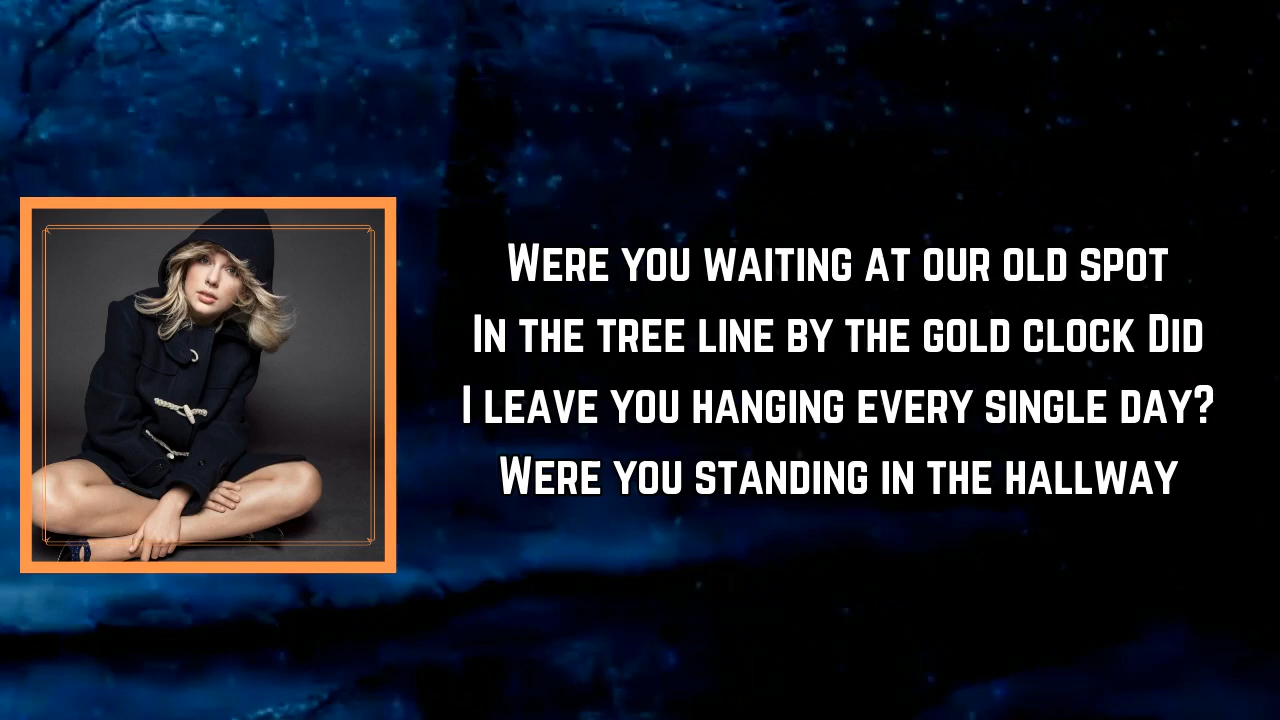 Were you waiting at our old spot
In the tree line by the gold clock Did
I leave you hanging every single day?
Were you standing in the hallway